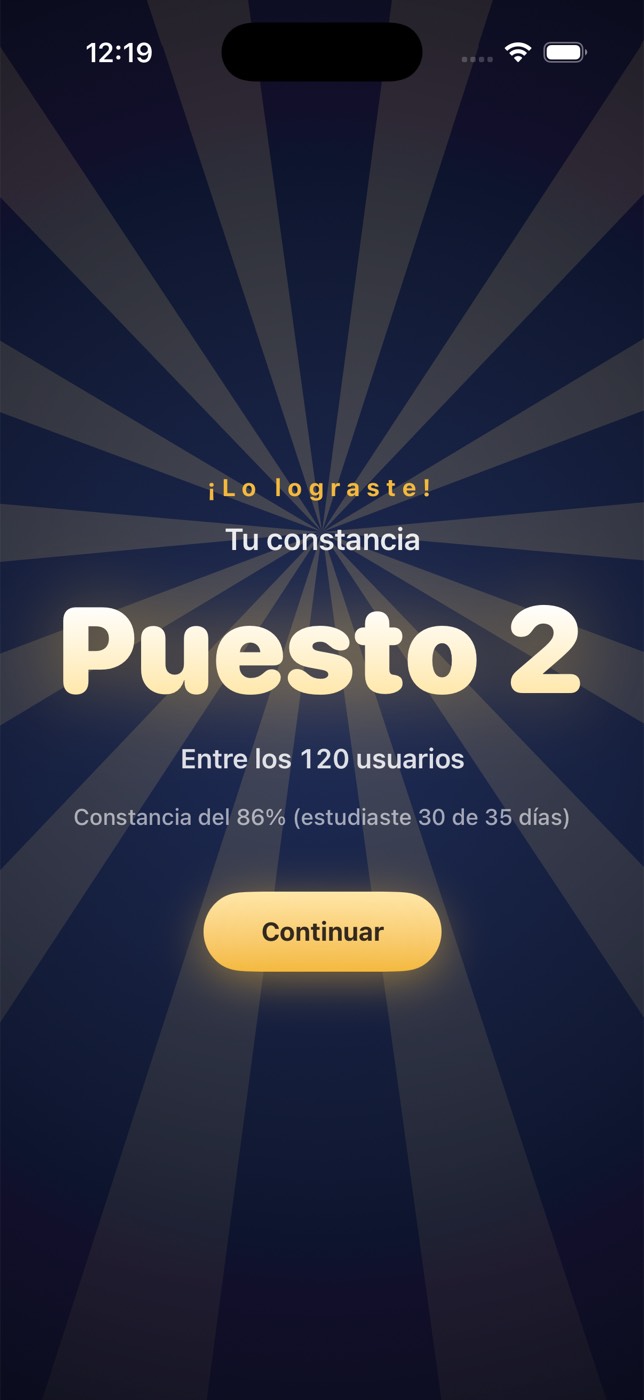 12:19
¡Lo lograste!
Tu constancia
Puesto 2
Entre los 120 usuarios
Constancia del 86% (estudiaste 30 de 35 días)
Continuar